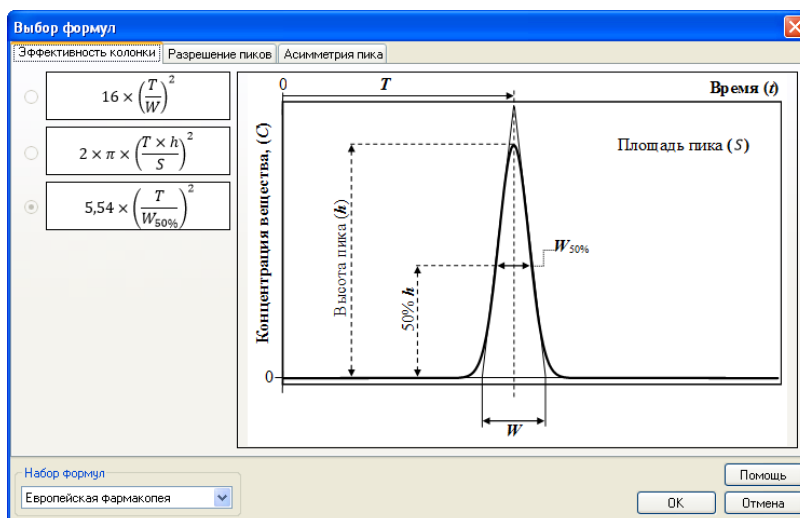 Выбор формул
Эффективность колонки Разрешение пиков Асимметрия пика
16 × (T/W)²
2 × π × (T × h/S)²
5,54 × (T/W₅₀%)²
0 T Время (t)
Концентрация вещества, (C)
Площадь пика (S)
Высота пика (h)
50% h
W₅₀%
0
W
Набор формул
Европейская фармакопея
Помощь
OK Отмена